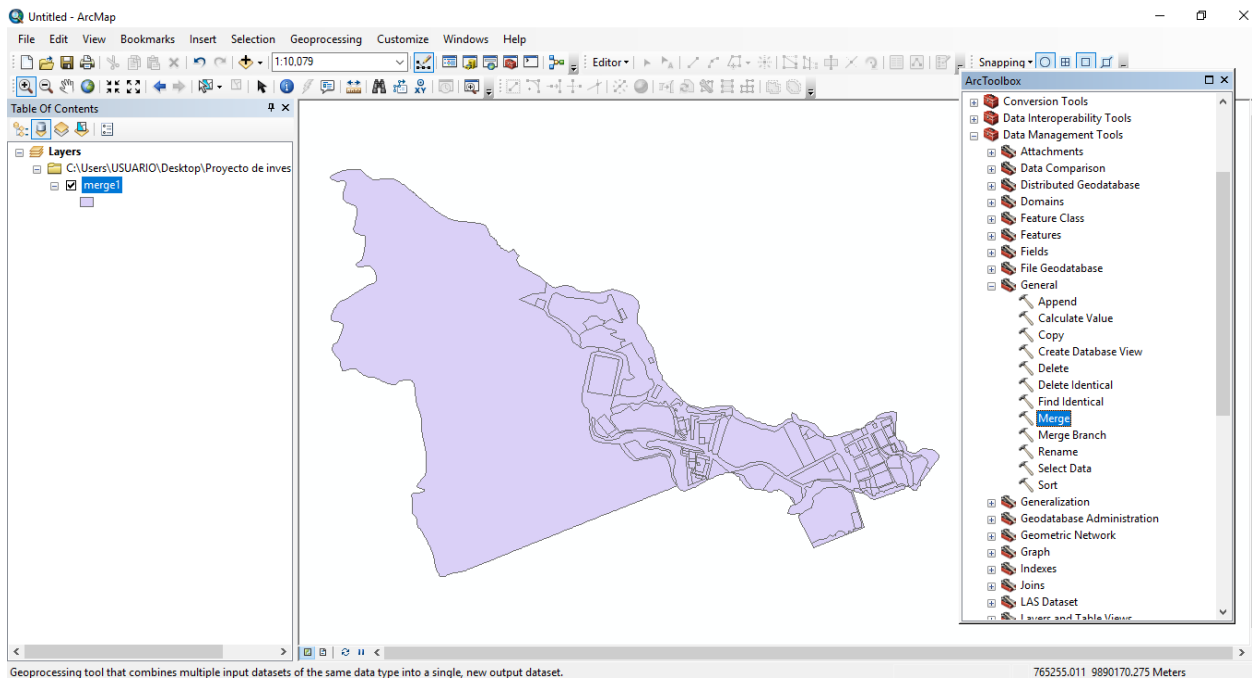 Untitled - ArcMap
File Edit View Bookmarks Insert Selection Geoprocessing Customize Windows Help
1:10,079
Editor
Snapping
Table Of Contents
Layers
C:\Users\USUARIO\Desktop\Proyecto de inves
merge1
ArcToolbox
Conversion Tools
Data Interoperability Tools
Data Management Tools
Attachments
Data Comparison
Distributed Geodatabase
Domains
Feature Class
Features
Fields
File Geodatabase
General
Append
Calculate Value
Copy
Create Database View
Delete
Delete Identical
Find Identical
Merge
Merge Branch
Rename
Select Data
Sort
Generalization
Geodatabase Administration
Geometric Network
Graph
Indexes
Joins
LAS Dataset
Layers and Table Views
Geoprocessing tool that combines multiple input datasets of the same data type into a single, new output dataset.
765255.011 9890170.275 Meters